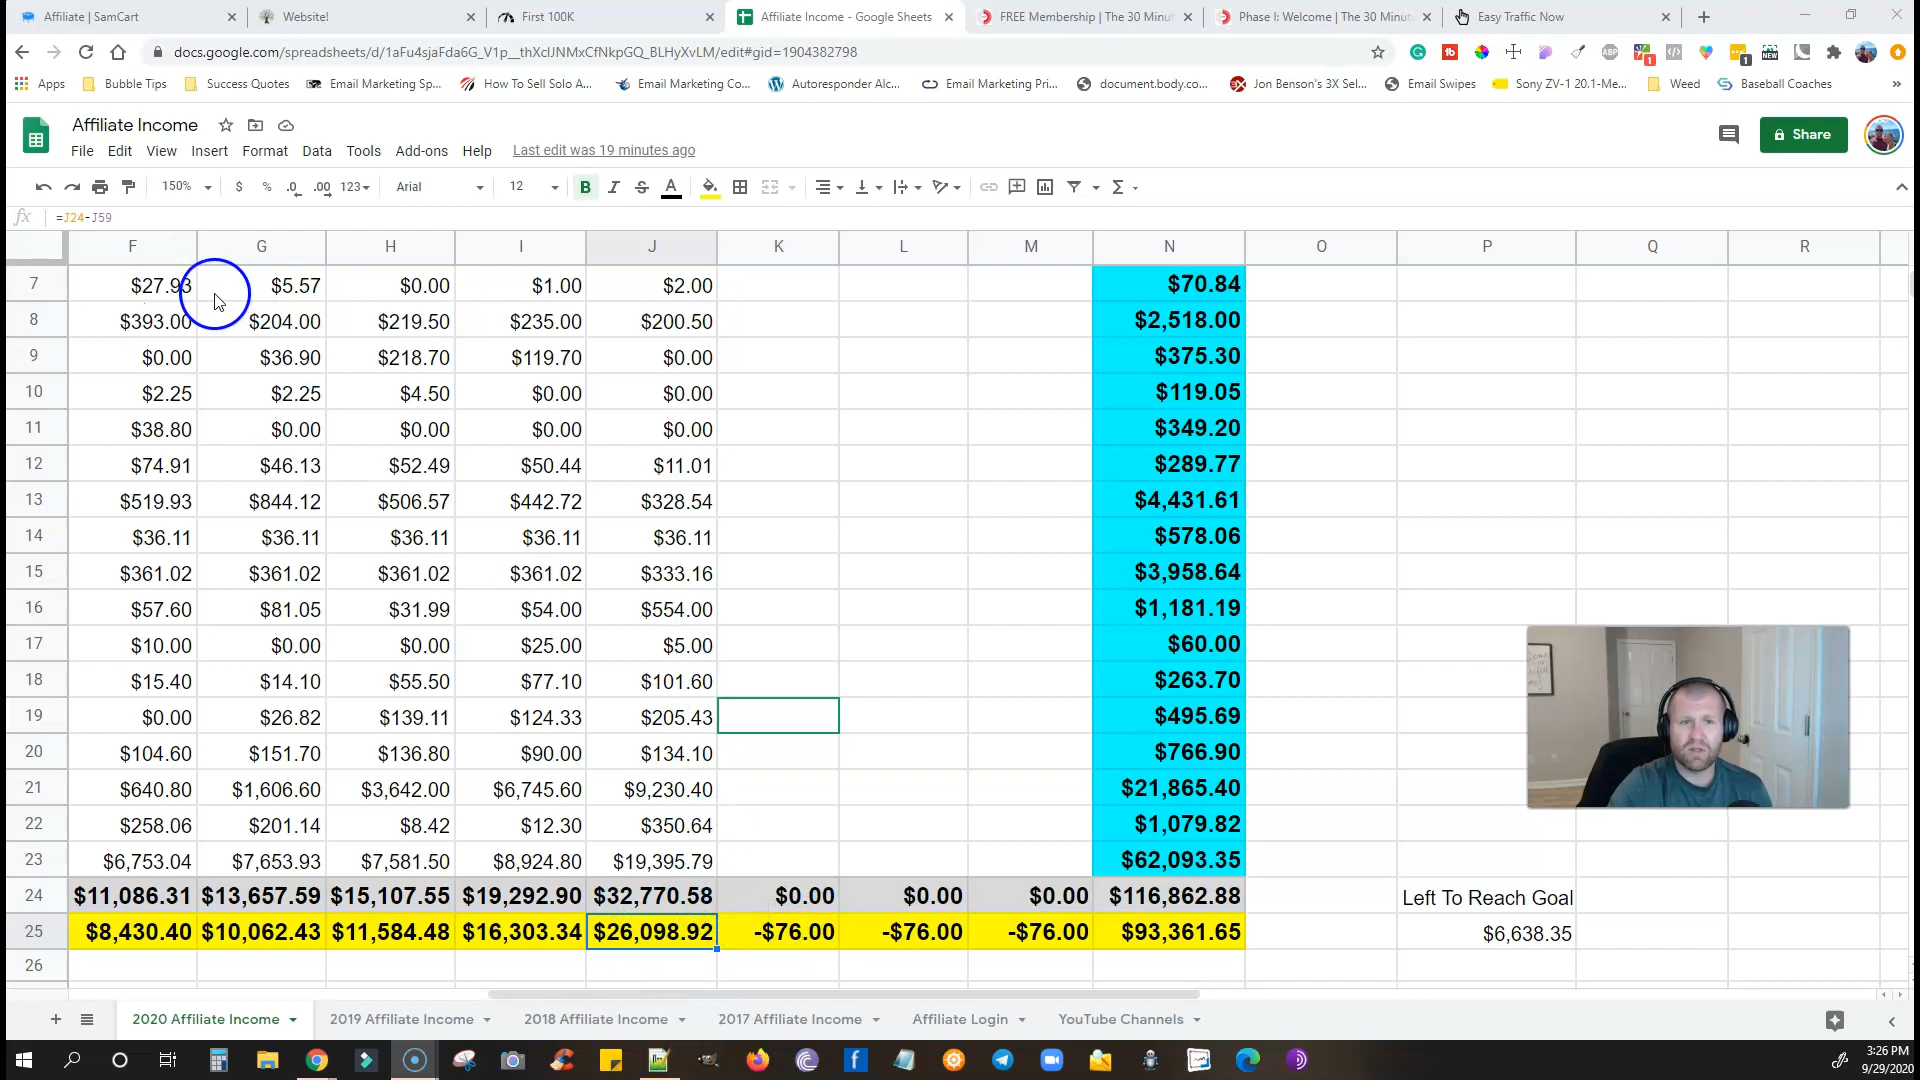 Affiliate | SamCart
Website!
First 100K
Affiliate Income - Google Sheets
FREE Membership | The 30 Minu
Phase I: Welcome | The 30 Minut
Easy Traffic Now
docs.google.com/spreadsheets/d/1aFu4sjaFda6G_V1p__thXclJNMxCfNkpGQ_BLHyXvLM/edit#gid=1904382798
Apps
Bubble Tips
Success Quotes
Email Marketing Sp...
How To Sell Solo A...
Email Marketing Co...
Autoresponder Alc...
Email Marketing Pri...
document.body.co...
Jon Benson's 3X Sel...
Email Swipes
Sony ZV-1 20.1-Me...
Weed
Baseball Coaches
Affiliate Income
Share
File Edit View Insert Format Data Tools Add-ons Help Last edit was 19 minutes ago
150% $ % .0 .00 123 Arial 12 B I S A
fx =J24-J59
F G H I J K L M N O P Q R
7 $27.93 $5.57 $0.00 $1.00 $2.00 $70.84
8 $393.00 $204.00 $219.50 $235.00 $200.50 $2,518.00
9 $0.00 $36.90 $218.70 $119.70 $0.00 $375.30
10 $2.25 $2.25 $4.50 $0.00 $0.00 $119.05
11 $38.80 $0.00 $0.00 $0.00 $0.00 $349.20
12 $74.91 $46.13 $52.49 $50.44 $11.01 $289.77
13 $519.93 $844.12 $506.57 $442.72 $328.54 $4,431.61
14 $36.11 $36.11 $36.11 $36.11 $36.11 $578.06
15 $361.02 $361.02 $361.02 $361.02 $333.16 $3,958.64
16 $57.60 $81.05 $31.99 $54.00 $554.00 $1,181.19
17 $10.00 $0.00 $0.00 $25.00 $5.00 $60.00
18 $15.40 $14.10 $55.50 $77.10 $101.60 $263.70
19 $0.00 $26.82 $139.11 $124.33 $205.43 $495.69
20 $104.60 $151.70 $136.80 $90.00 $134.10 $766.90
21 $640.80 $1,606.60 $3,642.00 $6,745.60 $9,230.40 $21,865.40
22 $258.06 $201.14 $8.42 $12.30 $350.64 $1,079.82
23 $6,753.04 $7,653.93 $7,581.50 $8,924.80 $19,395.79 $62,093.35
24 $11,086.31 $13,657.59 $15,107.55 $19,292.90 $32,770.58 $0.00 $0.00 $0.00 $116,862.88 Left To Reach Goal
25 $8,430.40 $10,062.43 $11,584.48 $16,303.34 $26,098.92 -$76.00 -$76.00 -$76.00 $93,361.65 $6,638.35
26
2020 Affiliate Income
2019 Affiliate Income
2018 Affiliate Income
2017 Affiliate Income
Affiliate Login
YouTube Channels
3:26 PM
9/29/2020